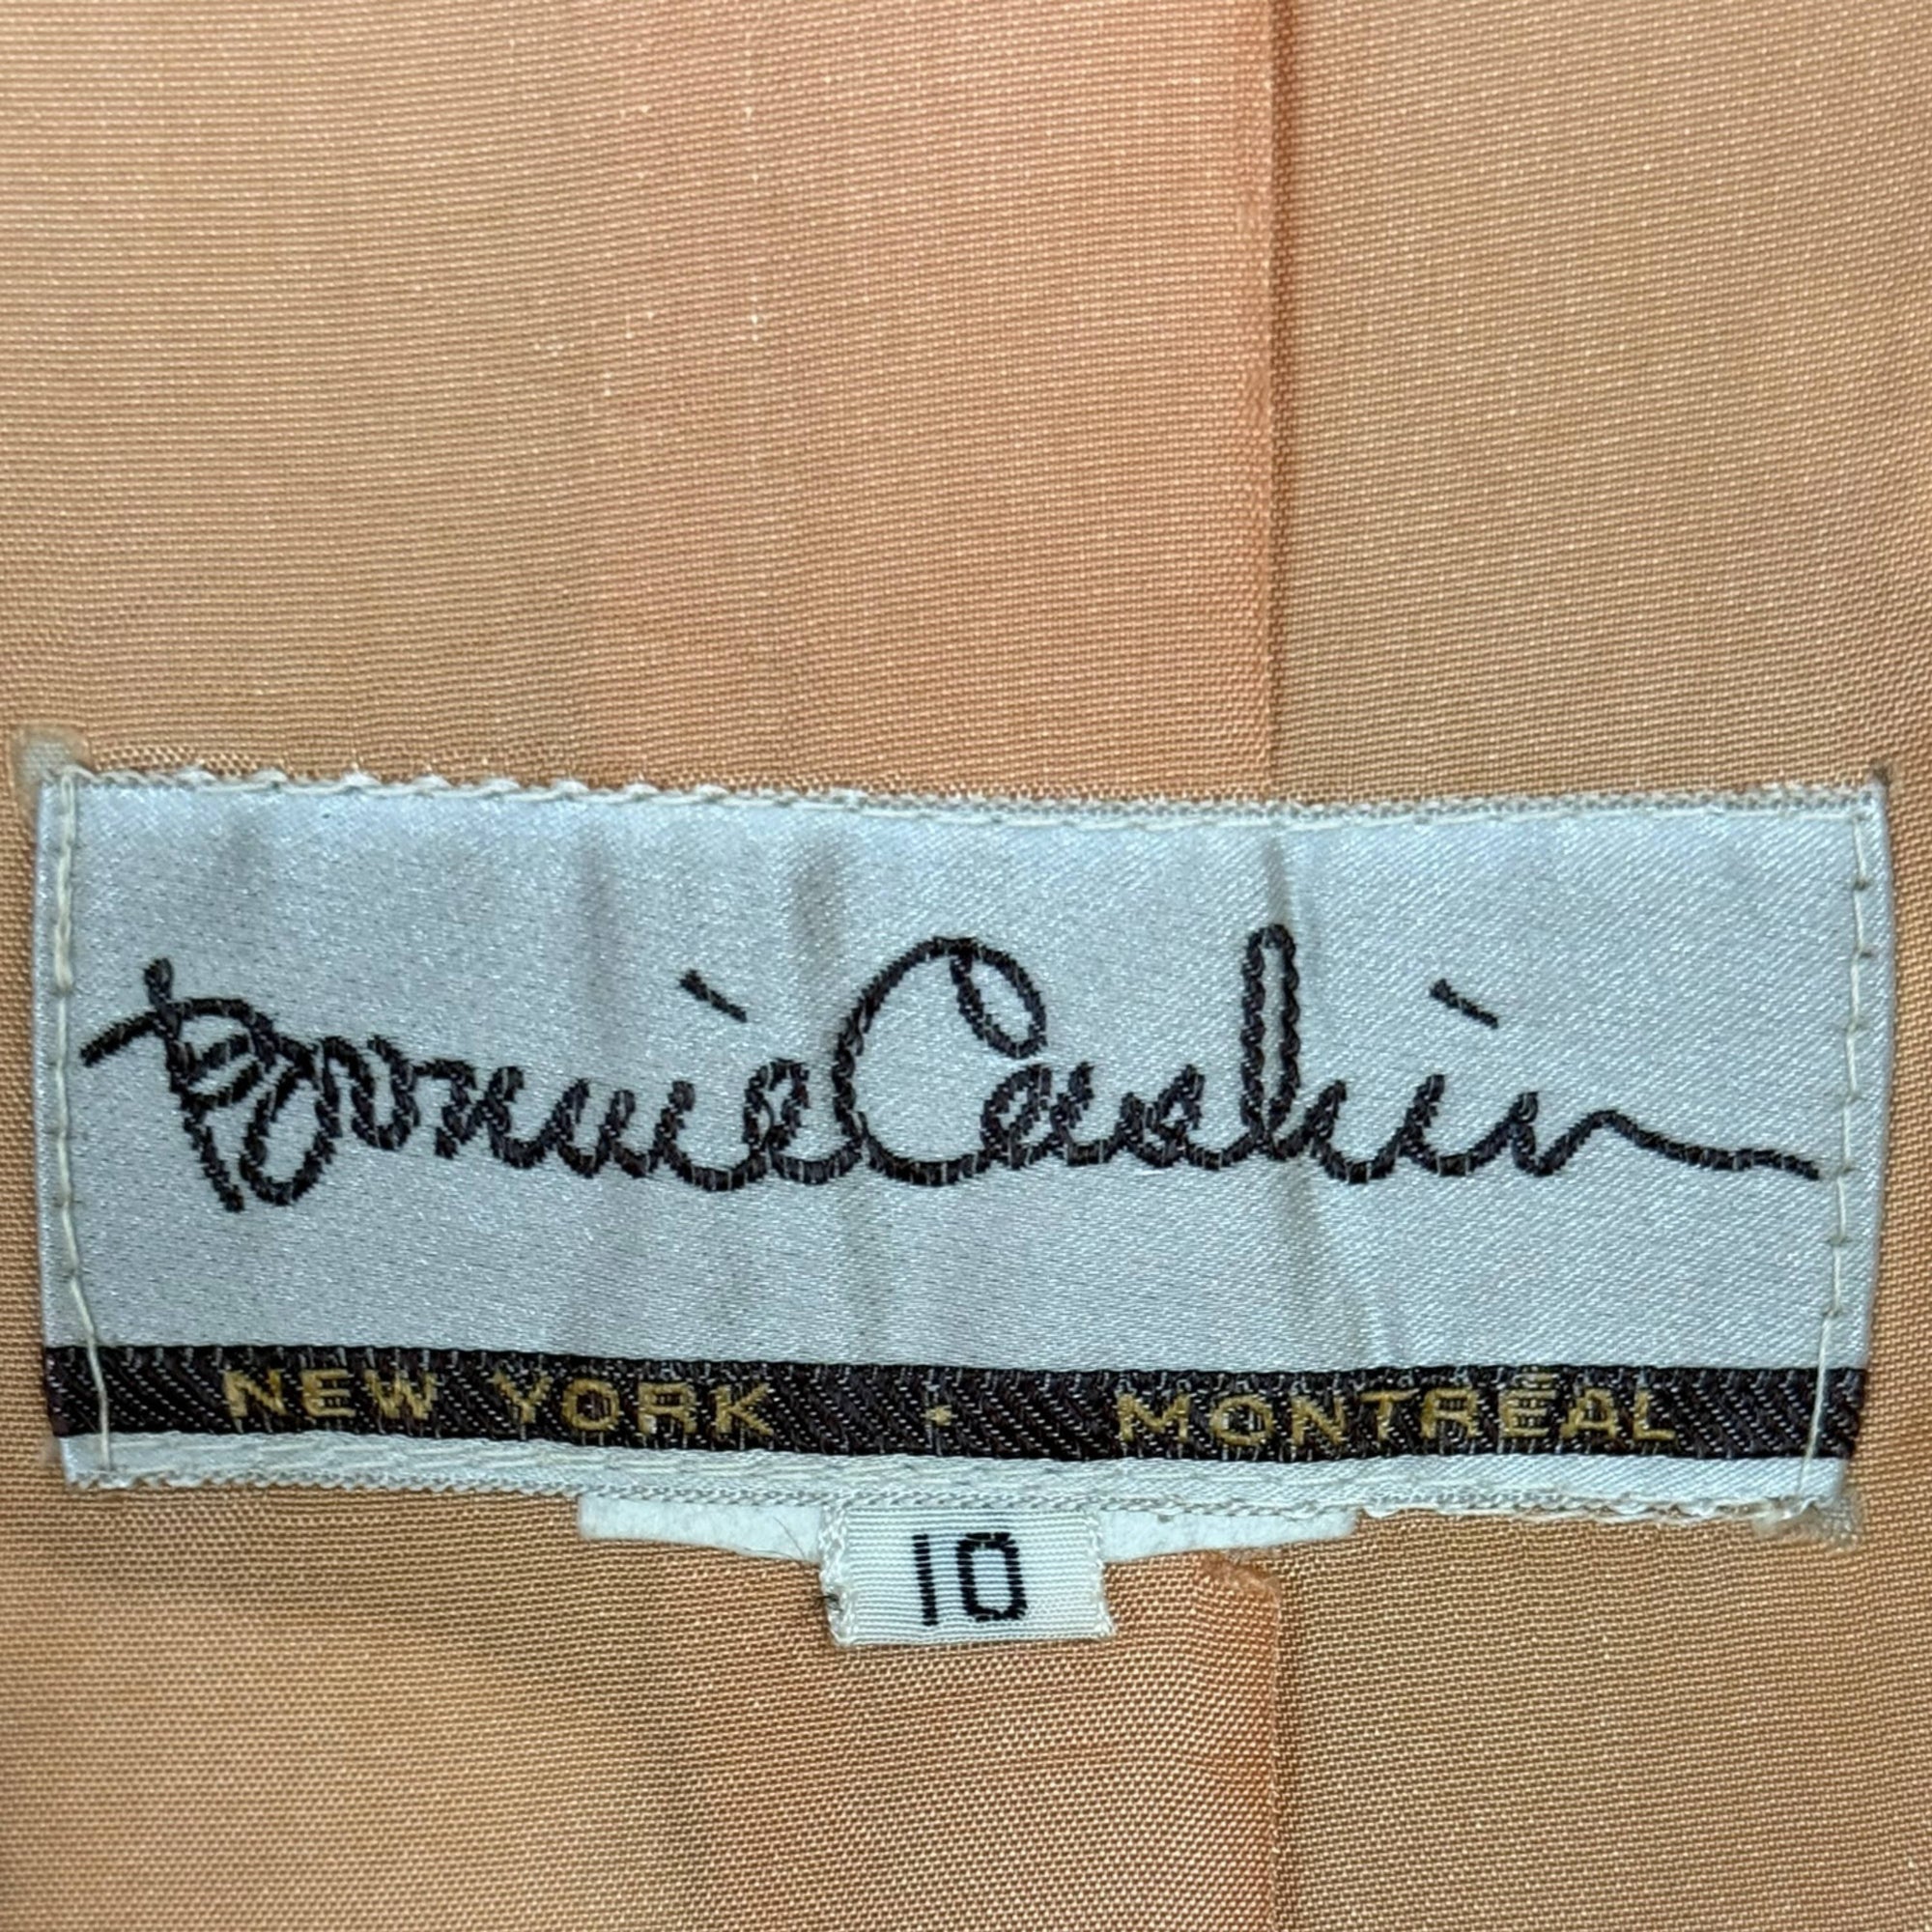 Bonnie Cashin
NEW YORK · MONTRÉAL
10